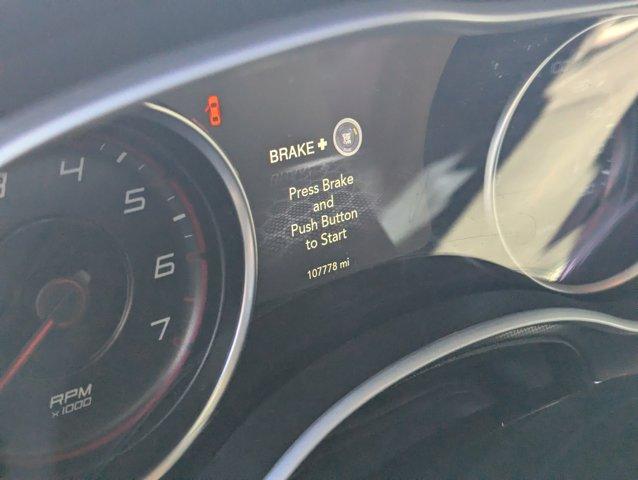 3
4
5
6
7
RPM
x1000
BRAKE+
Press Brake
and
Push Button
to Start
107778 mi